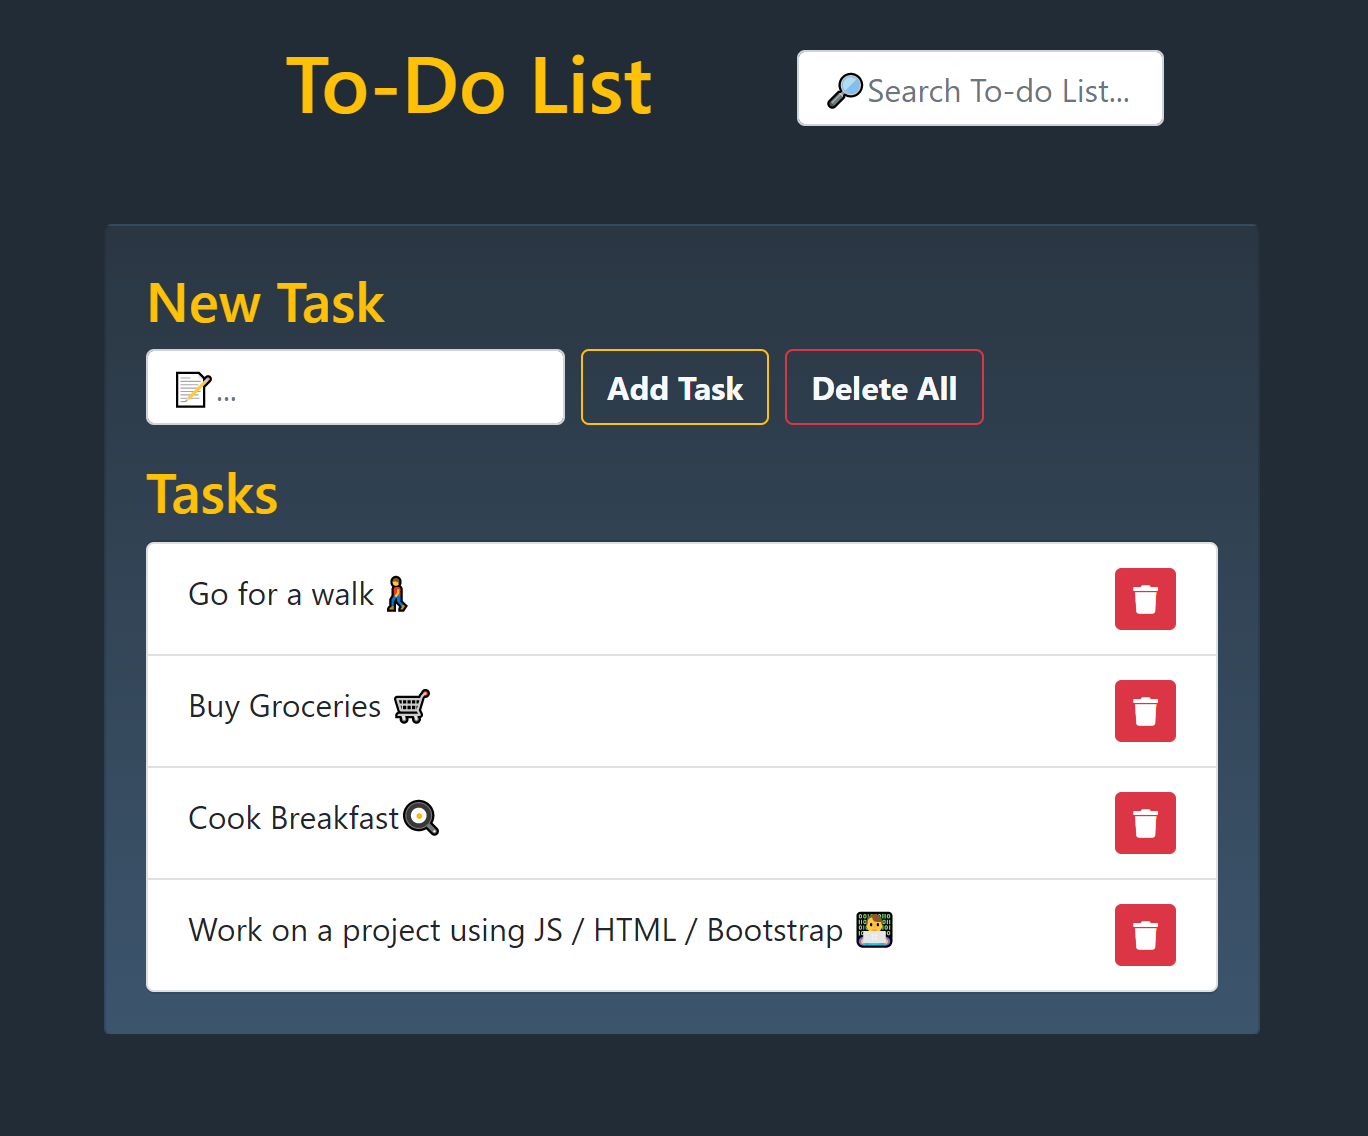 To-Do List
🔎Search To-do List...
New Task
📝...
Add Task
Delete All
Tasks
Go for a walk 🚶
Buy Groceries 🛒
Cook Breakfast🍳
Work on a project using JS / HTML / Bootstrap 👨‍💻